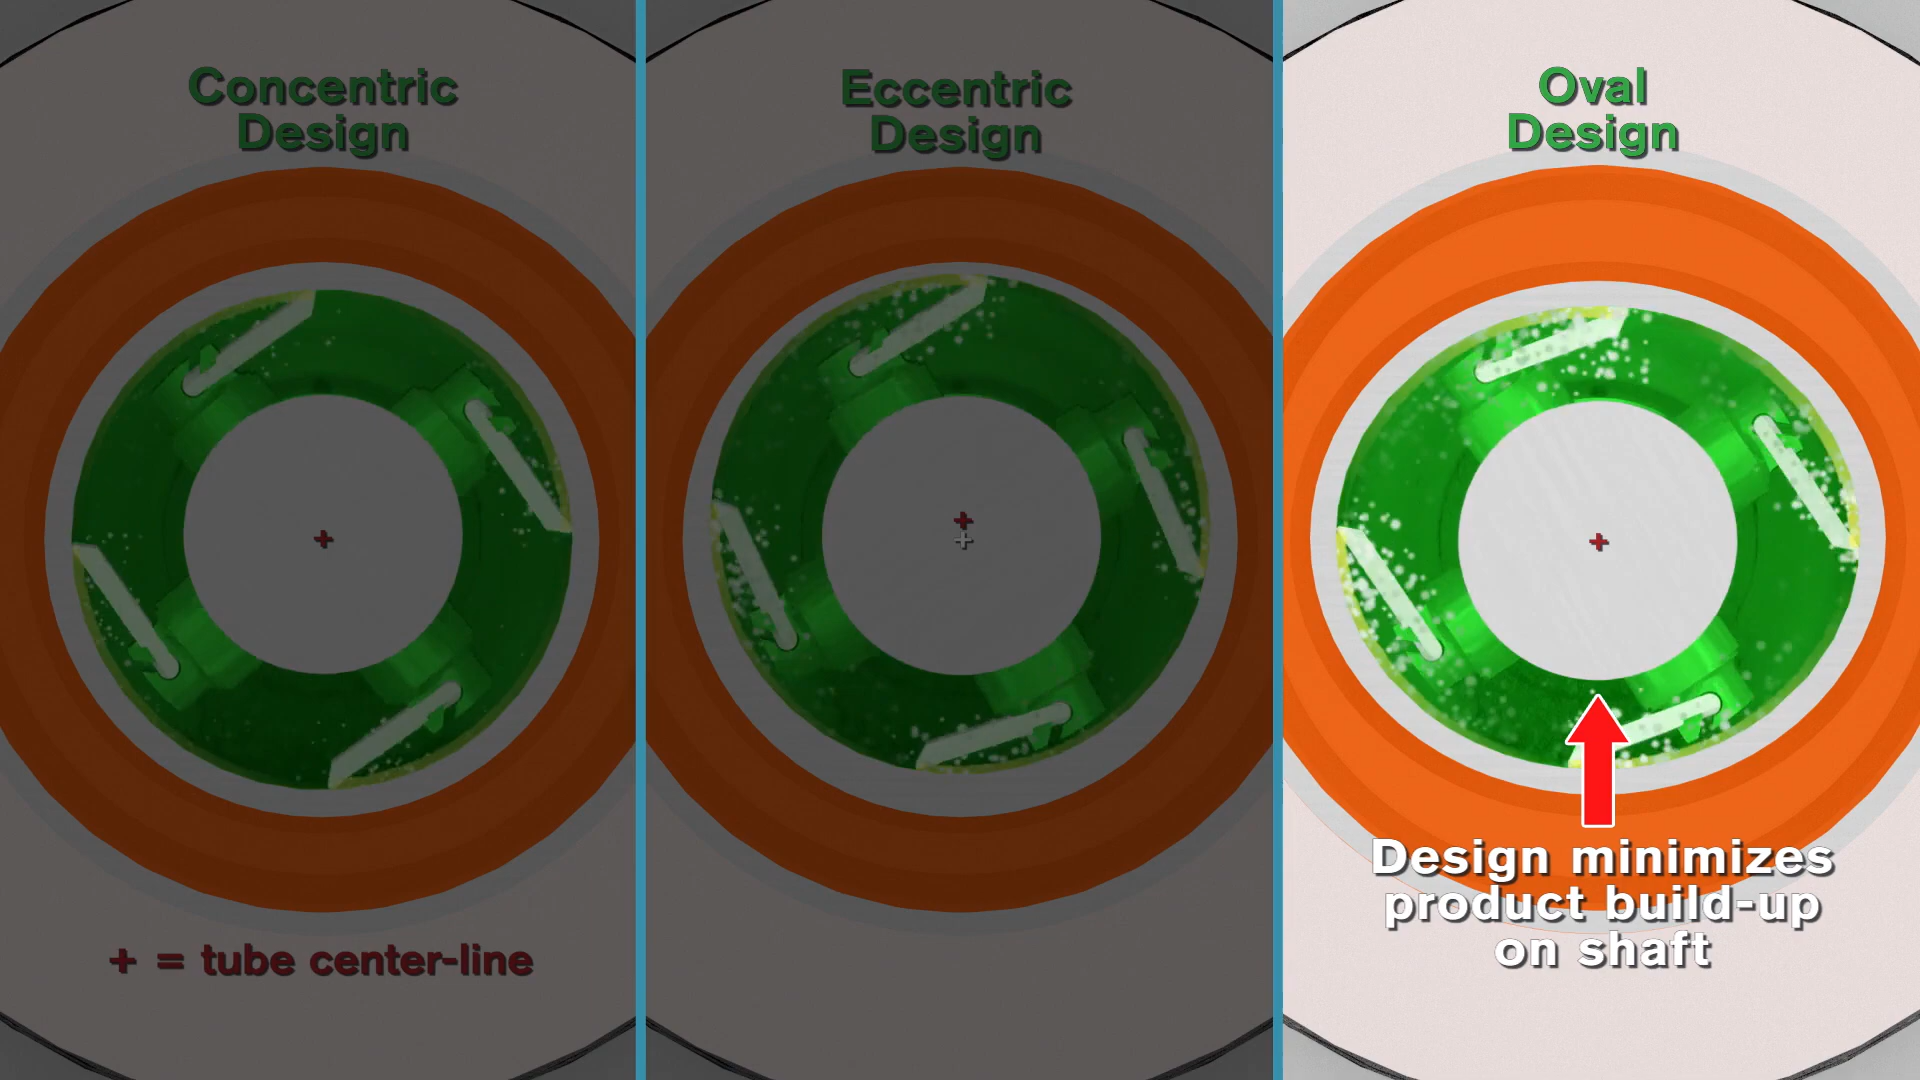 Concentric
Design
Eccentric
Design
Oval
Design
+ = tube center-line
Design minimizes
product build-up
on shaft